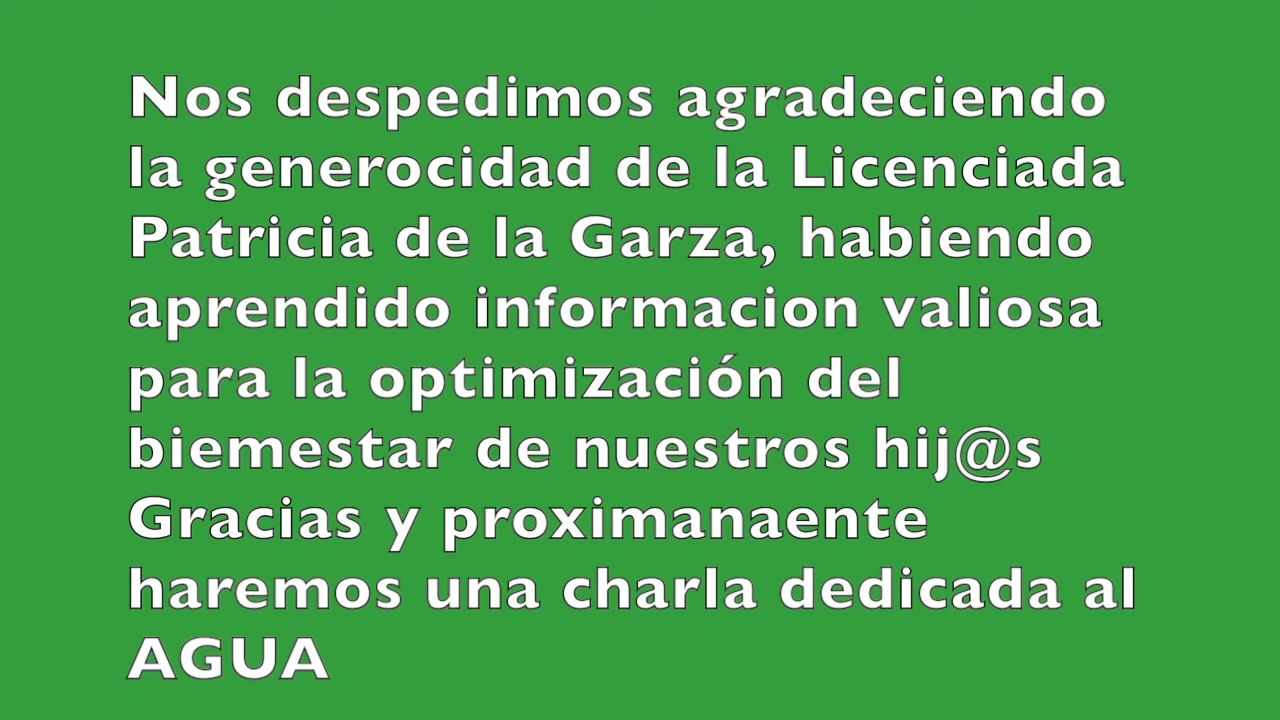 Nos despedimos agradeciendo
la generocidad de la Licenciada
Patricia de la Garza, habiendo
aprendido informacion valiosa
para la optimización del
biemestar de nuestros hij@s
Gracias y proximanaente
haremos una charla dedicada al
AGUA